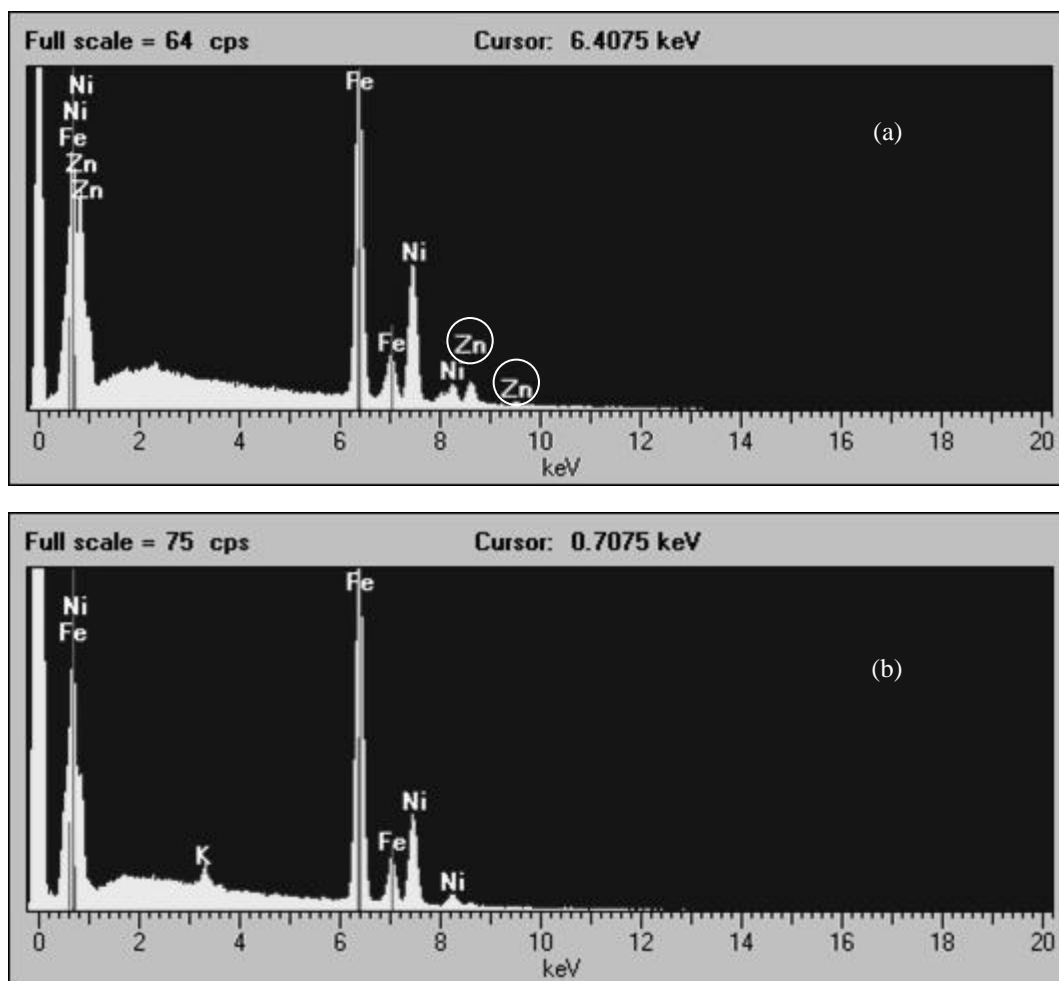 Full scale = 64 cps Cursor: 6.4075 keV
Ni
Ni
Fe
Zn
Zn
Fe
(a)
Ni
Fe
Zn
Ni
Zn
0 2 4 6 8 10 12 14 16 18 20
keV
Full scale = 75 cps Cursor: 0.7075 keV
Ni
Fe
Fe
(b)
K
Ni
Fe
Ni
0 2 4 6 8 10 12 14 16 18 20
keV